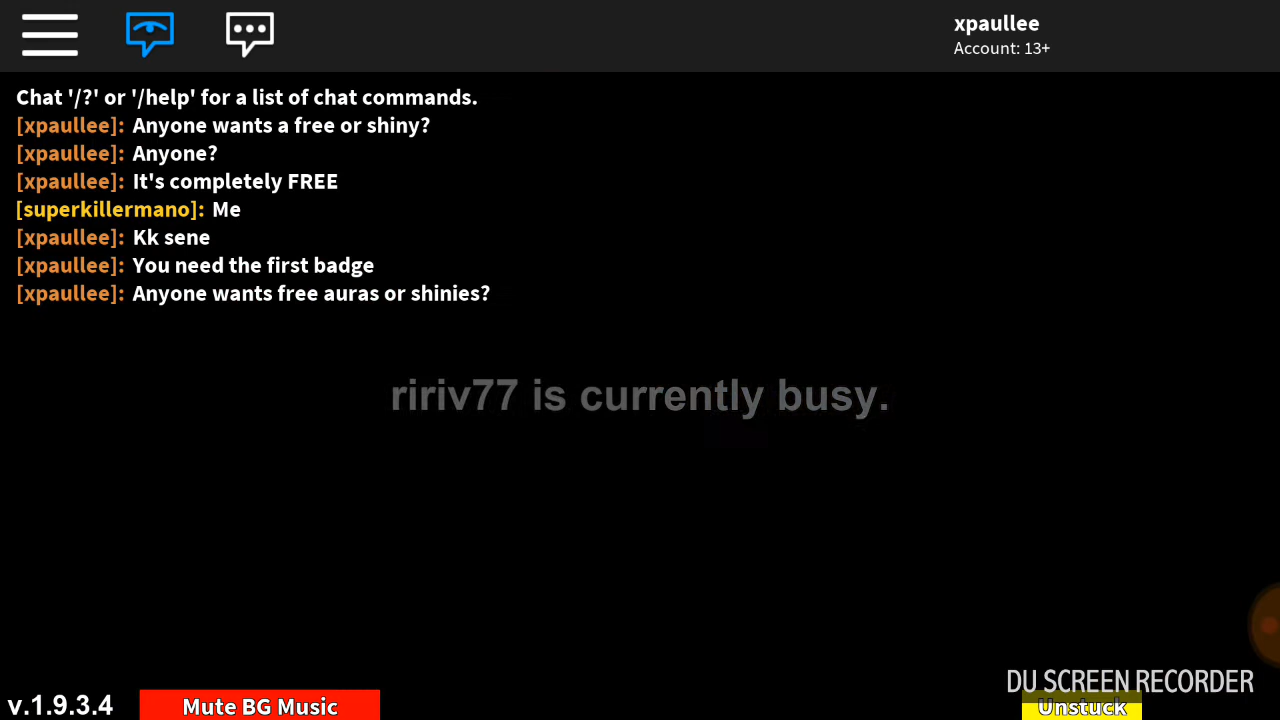 xpaullee
Account: 13+
Chat '/?' or '/help' for a list of chat commands.
[xpaullee]: Anyone wants a free or shiny?
[xpaullee]: Anyone?
[xpaullee]: It's completely FREE
[superkillermano]: Me
[xpaullee]: Kk sene
[xpaullee]: You need the first badge
[xpaullee]: Anyone wants free auras or shinies?
ririv77 is currently busy.
DU SCREEN RECORDER
v.1.9.3.4
Mute BG Music
Unstuck